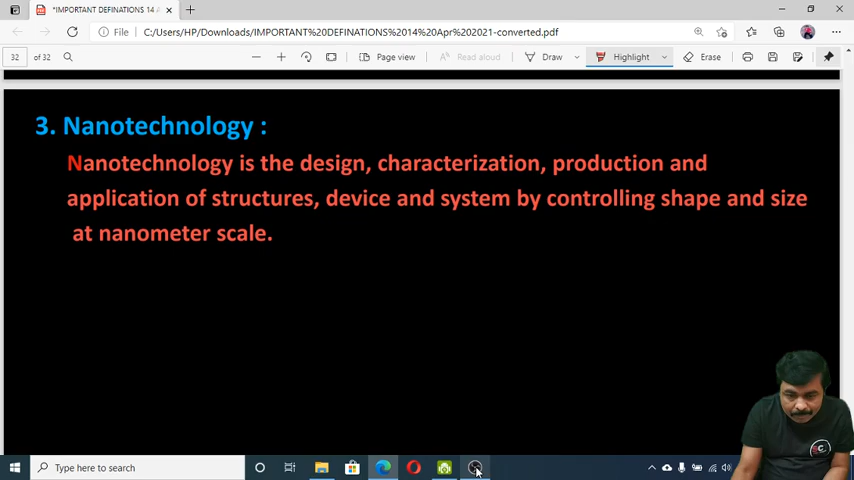 *IMPORTANT DEFINATIONS 14 A
File C:/Users/HP/Downloads/IMPORTANT%20DEFINATIONS%2014%20Apr%202021-converted.pdf
32 of 32 Page view Read aloud Draw Highlight Erase
3. Nanotechnology :
Nanotechnology is the design, characterization, production and
application of structures, device and system by controlling shape and size
at nanometer scale.
Type here to search